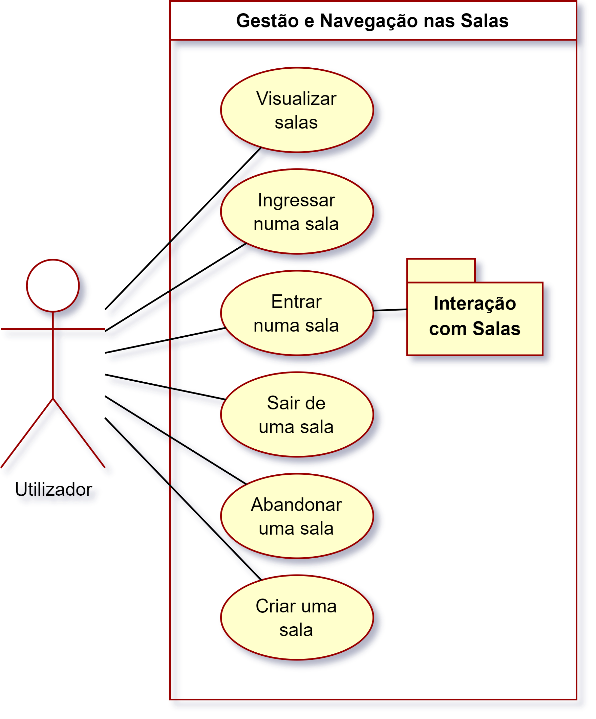 Gestão e Navegação nas Salas
Visualizar
salas
Ingressar
numa sala
Entrar
numa sala
Interação
com Salas
Sair de
uma sala
Utilizador
Abandonar
uma sala
Criar uma
sala